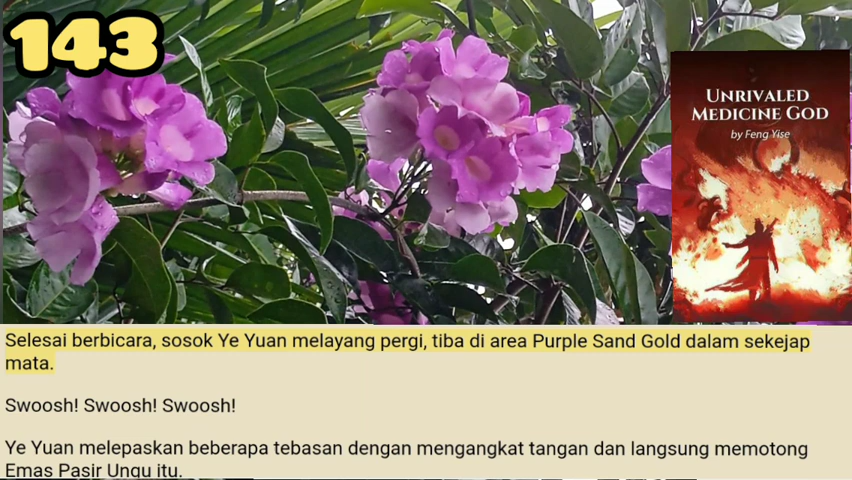 143
UNRIVALED
MEDICINE GOD
by Feng Yise
Selesai berbicara, sosok Ye Yuan melayang pergi, tiba di area Purple Sand Gold dalam sekejap
mata.
Swoosh! Swoosh! Swoosh!
Ye Yuan melepaskan beberapa tebasan dengan mengangkat tangan dan langsung memotong
Emas Pasir Ungu itu.